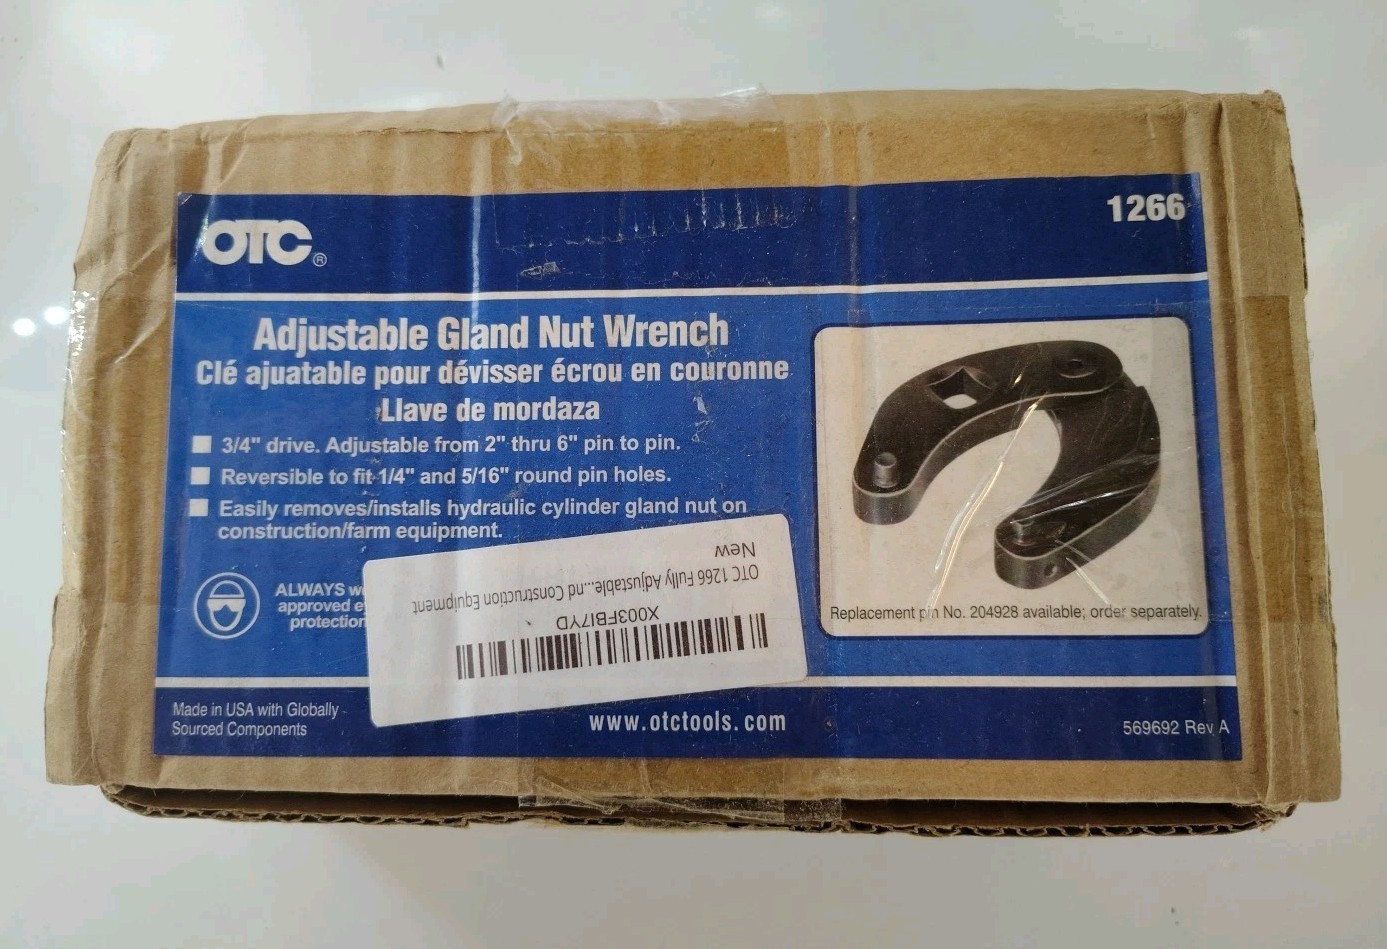 OTC®
1266
Adjustable Gland Nut Wrench
Clé ajuatable pour dévisser écrou en couronne
Llave de mordaza
3/4" drive. Adjustable from 2" thru 6" pin to pin.
Reversible to fit 1/4" and 5/16" round pin holes.
Easily removes/installs hydraulic cylinder gland nut on
construction/farm equipment.
ALWAYS
approved
protection
X003FBI7YD
OTC 1266 Fully Adjustable...nd Construction Equipment
New
Replacement pin No. 204928 available; order separately.
Made in USA with Globally
Sourced Components
www.otctools.com
569692 Rev A